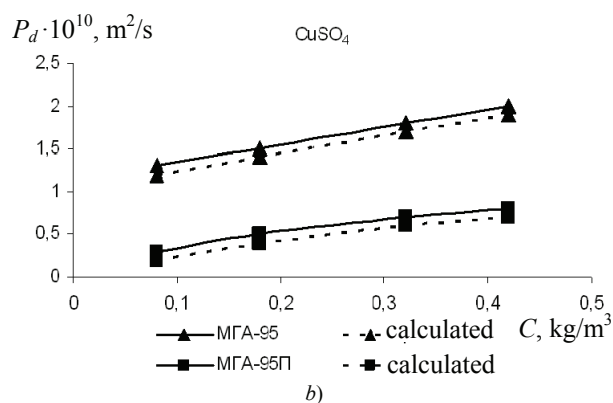 P_d·10^10, m²/s
CuSO₄
2,5
2
1,5
1
0,5
0
0 0,1 0,2 0,3 0,4 0,5
МГА-95 calculated C, kg/m³
МГА-95П calculated
b)